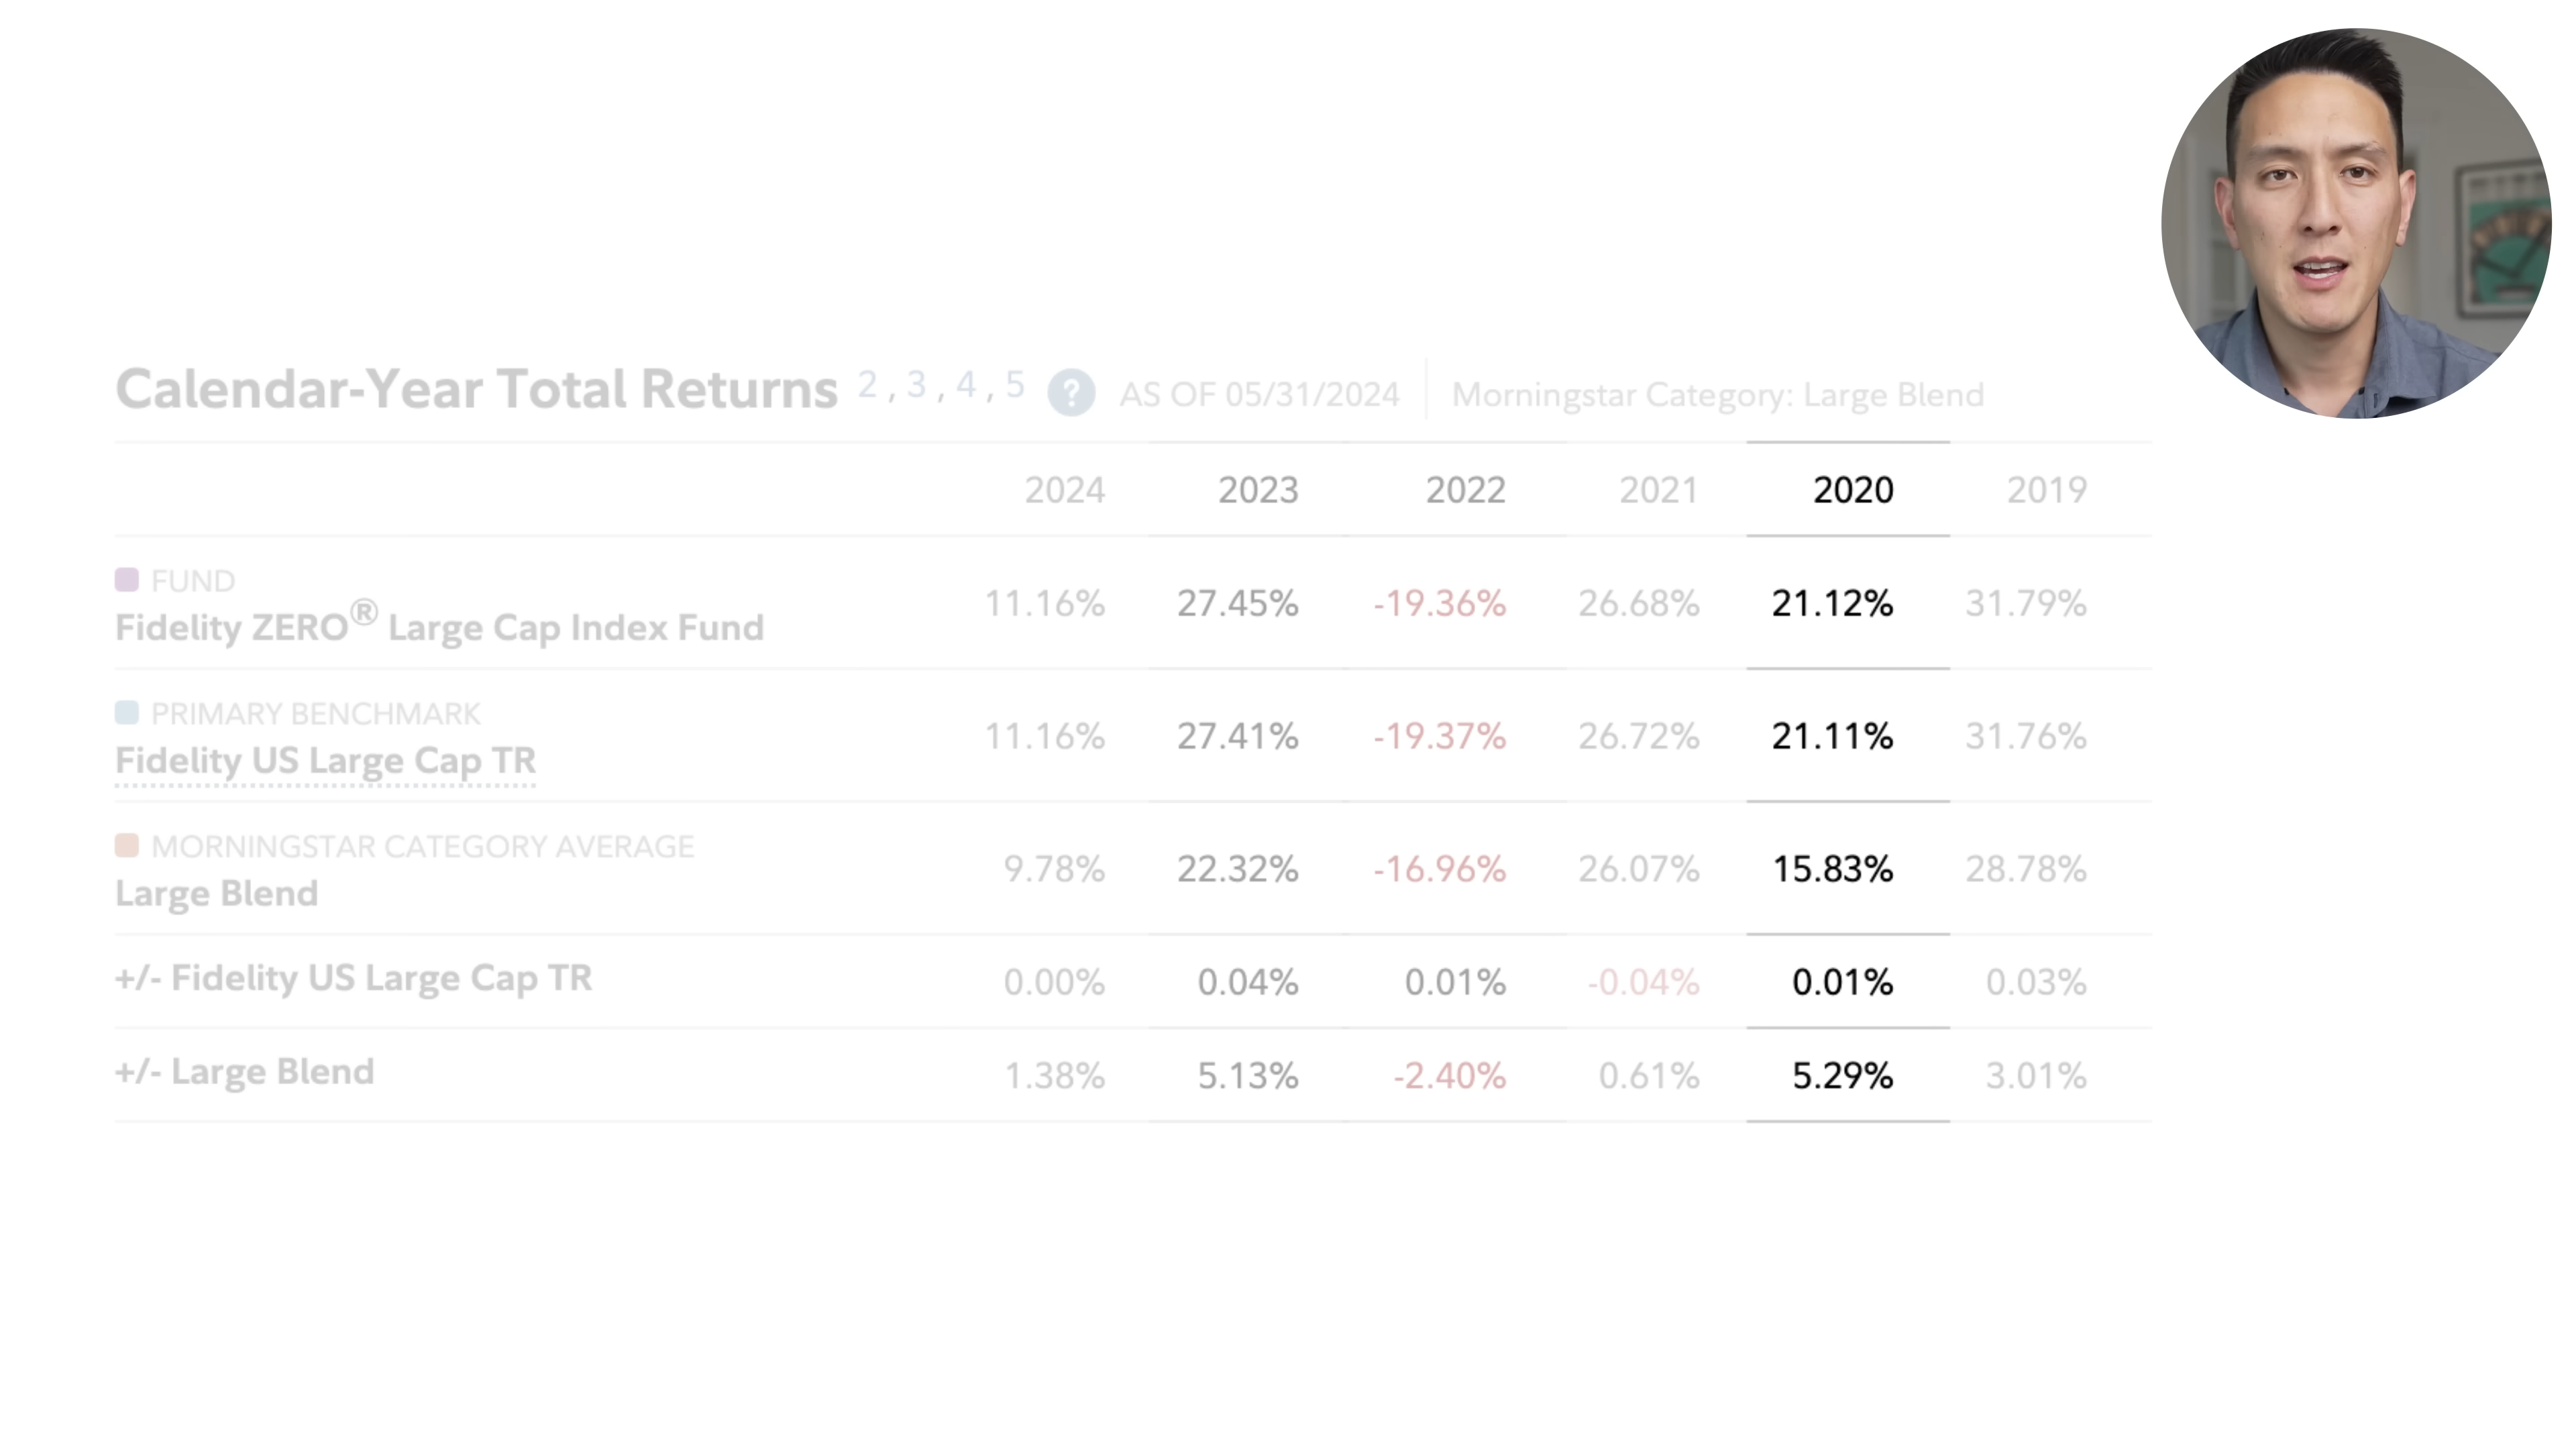 Calendar-Year Total Returns 2, 3, 4, 5 ? AS OF 05/31/2024 Morningstar Category: Large Blend
2024 2023 2022 2021 2020 2019
FUND
Fidelity ZERO® Large Cap Index Fund 11.16% 27.45% -19.36% 26.68% 21.12% 31.79%
PRIMARY BENCHMARK
Fidelity US Large Cap TR 11.16% 27.41% -19.37% 26.72% 21.11% 31.76%
MORNINGSTAR CATEGORY AVERAGE
Large Blend 9.78% 22.32% -16.96% 26.07% 15.83% 28.78%
+/- Fidelity US Large Cap TR 0.00% 0.04% 0.01% -0.04% 0.01% 0.03%
+/- Large Blend 1.38% 5.13% -2.40% 0.61% 5.29% 3.01%